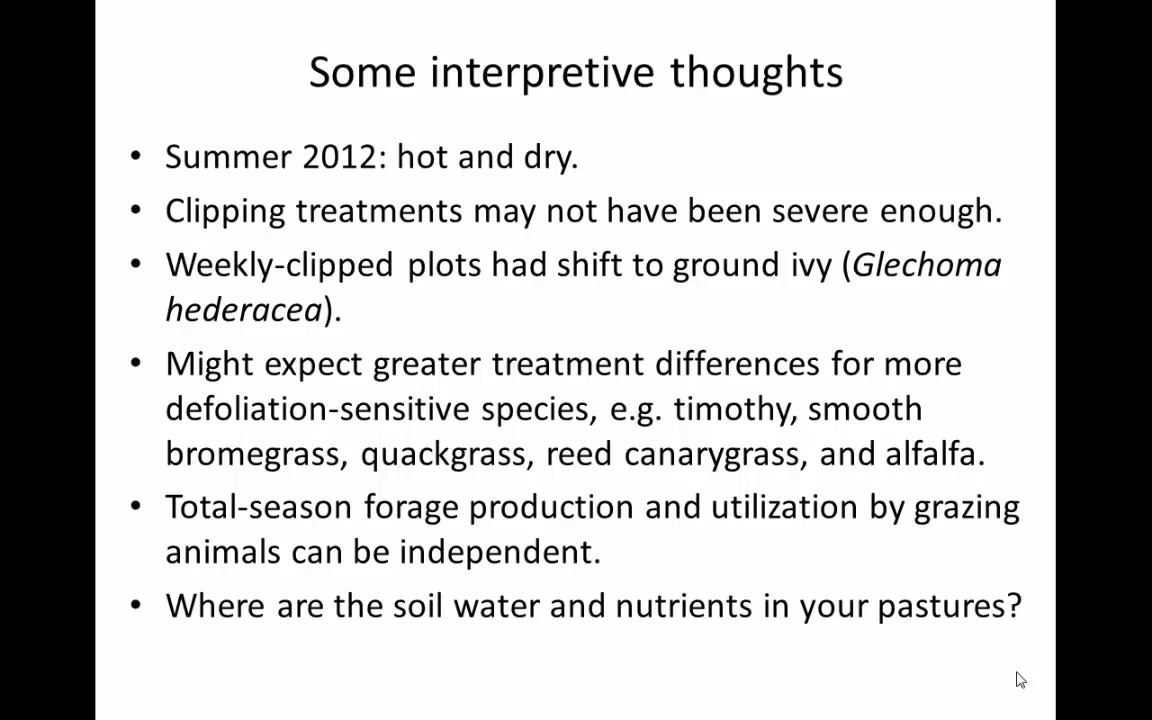 Some interpretive thoughts
• Summer 2012: hot and dry.
• Clipping treatments may not have been severe enough.
• Weekly-clipped plots had shift to ground ivy (Glechoma
hederacea).
• Might expect greater treatment differences for more
defoliation-sensitive species, e.g. timothy, smooth
bromegrass, quackgrass, reed canarygrass, and alfalfa.
• Total-season forage production and utilization by grazing
animals can be independent.
• Where are the soil water and nutrients in your pastures?